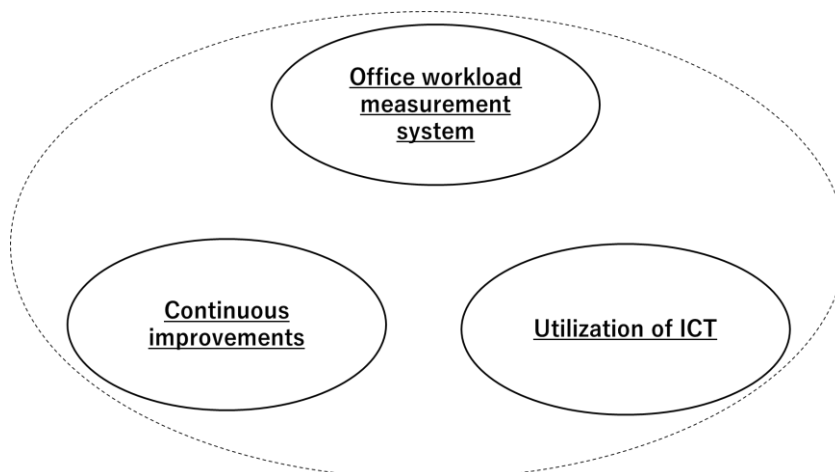 Office workload
measurement
system
Continuous
improvements
Utilization of ICT